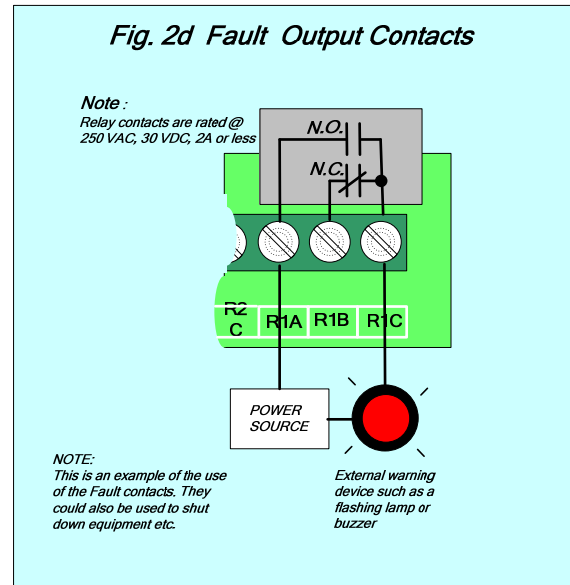 Fig. 2d Fault Output Contacts
Note :
Relay contacts are rated @
250 VAC, 30 VDC, 2A or less
N.O.
N.C.
R2
C
R1A
R1B
R1C
POWER
SOURCE
NOTE:
This is an example of the use
of the Fault contacts. They
could also be used to shut
down equipment etc.
External warning
device such as a
flashing lamp or
buzzer